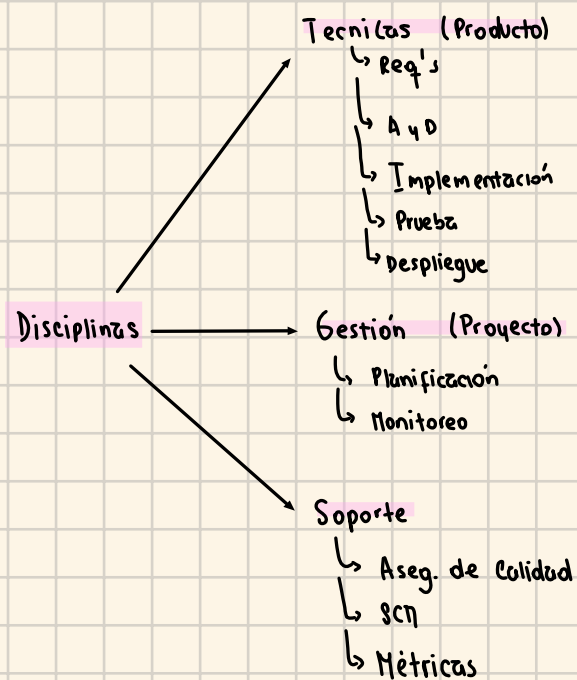 Tecnicas (Producto)
Req's
A y D
Implementación
Prueba
Despliegue
Disciplinas
Gestión (Proyecto)
Planificación
Monitoreo
Soporte
Aseg. de Calidad
SCM
Métricas